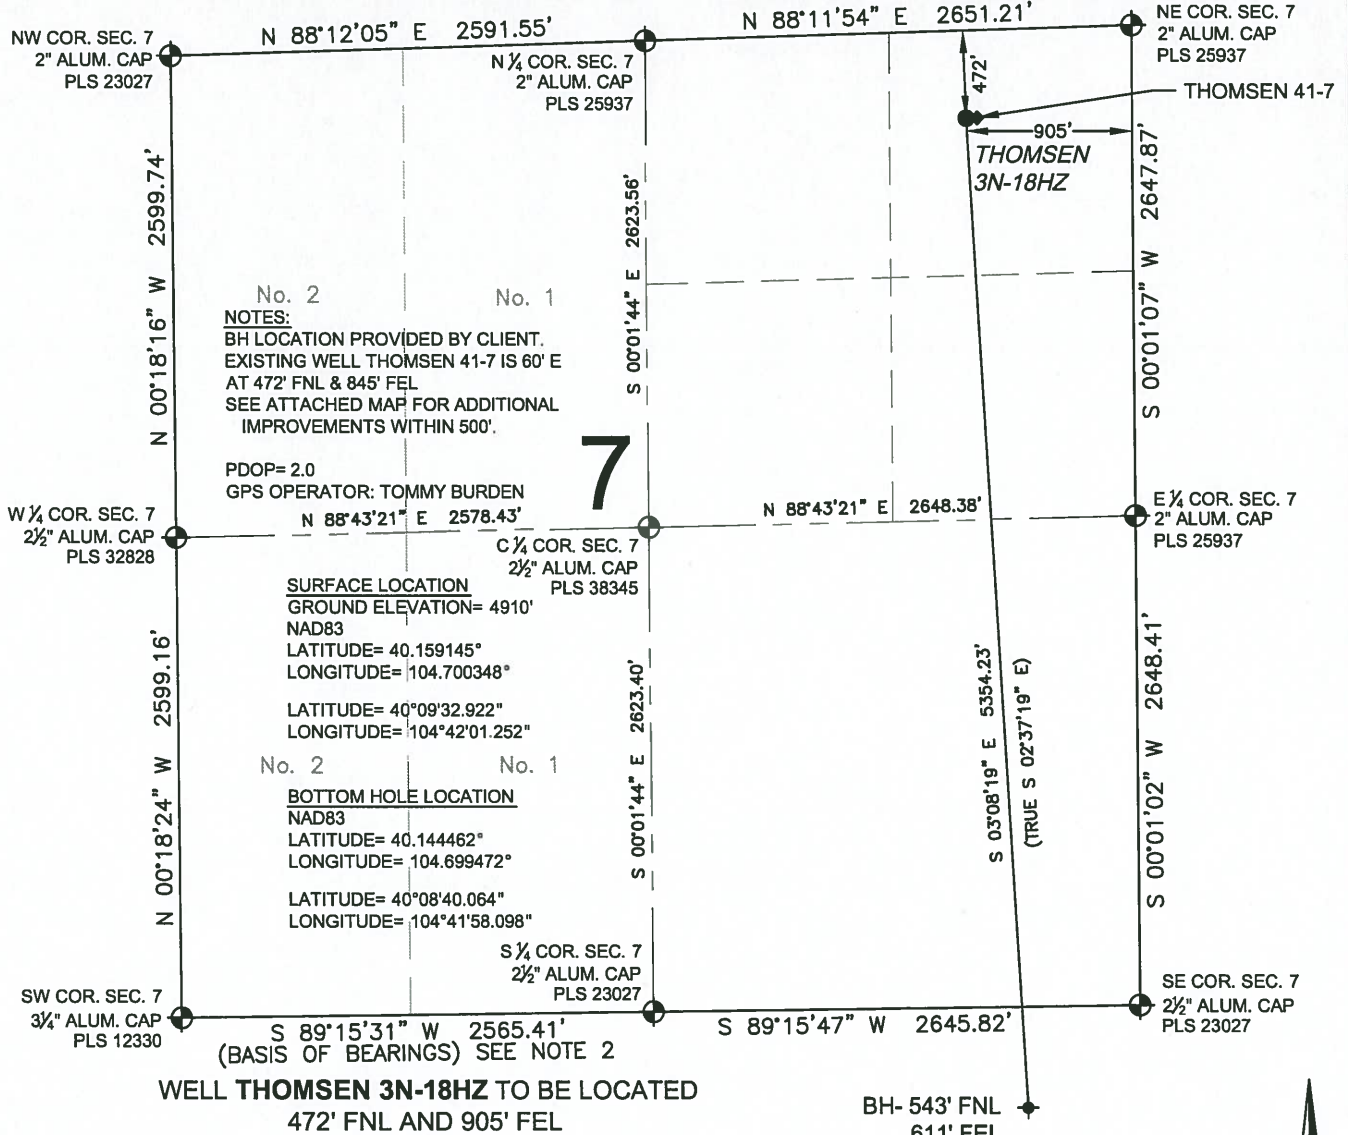 N 88°12'05" E 2591.55'
N 88°11'54" E 2651.21'
NW COR. SEC. 7
2" ALUM. CAP
PLS 23027
N ¼ COR. SEC. 7
2" ALUM. CAP
PLS 25937
NE COR. SEC. 7
2" ALUM. CAP
PLS 25937
472'
THOMSEN 41-7
905'
THOMSEN
3N-18HZ
N 00°18'16" W 2599.74'
S 00°01'44" E 2623.56'
S 00°01'07" W 2647.87'
No. 2
No. 1
NOTES:
BH LOCATION PROVIDED BY CLIENT.
EXISTING WELL THOMSEN 41-7 IS 60' E
AT 472' FNL & 845' FEL
SEE ATTACHED MAP FOR ADDITIONAL
IMPROVEMENTS WITHIN 500'.
PDOP= 2.0
GPS OPERATOR: TOMMY BURDEN
7
W ¼ COR. SEC. 7
2½" ALUM. CAP
PLS 32828
N 88°43'21" E 2578.43'
N 88°43'21" E 2648.38'
E ¼ COR. SEC. 7
2" ALUM. CAP
PLS 25937
C ¼ COR. SEC. 7
2½" ALUM. CAP
PLS 38345
SURFACE LOCATION
GROUND ELEVATION= 4910'
NAD83
LATITUDE= 40.159145°
LONGITUDE= 104.700348°
LATITUDE= 40°09'32.922"
LONGITUDE= 104°42'01.252"
N 00°18'24" W 2599.16'
S 00°01'44" E 2623.40'
S 03°08'19" E 5354.23'
(TRUE S 02°37'19" E)
S 00°01'02" W 2648.41'
No. 2
No. 1
BOTTOM HOLE LOCATION
NAD83
LATITUDE= 40.144462°
LONGITUDE= 104.699472°
LATITUDE= 40°08'40.064"
LONGITUDE= 104°41'58.098"
S ¼ COR. SEC. 7
2½" ALUM. CAP
PLS 23027
SW COR. SEC. 7
3¼" ALUM. CAP
PLS 12330
SE COR. SEC. 7
2½" ALUM. CAP
PLS 23027
S 89°15'31" W 2565.41'
(BASIS OF BEARINGS) SEE NOTE 2
S 89°15'47" W 2645.82'
WELL THOMSEN 3N-18HZ TO BE LOCATED
472' FNL AND 905' FEL
BH- 543' FNL
611' FEL